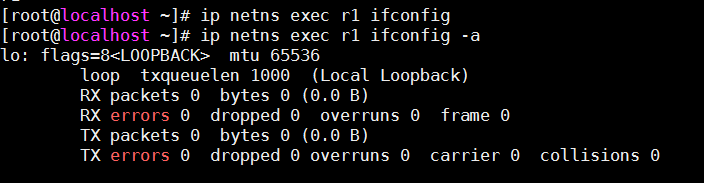 [root@localhost ~]# ip netns exec r1 ifconfig
[root@localhost ~]# ip netns exec r1 ifconfig -a
lo: flags=8<LOOPBACK>  mtu 65536
        loop  txqueuelen 1000  (Local Loopback)
        RX packets 0  bytes 0 (0.0 B)
        RX errors 0  dropped 0  overruns 0  frame 0
        TX packets 0  bytes 0 (0.0 B)
        TX errors 0  dropped 0 overruns 0  carrier 0  collisions 0